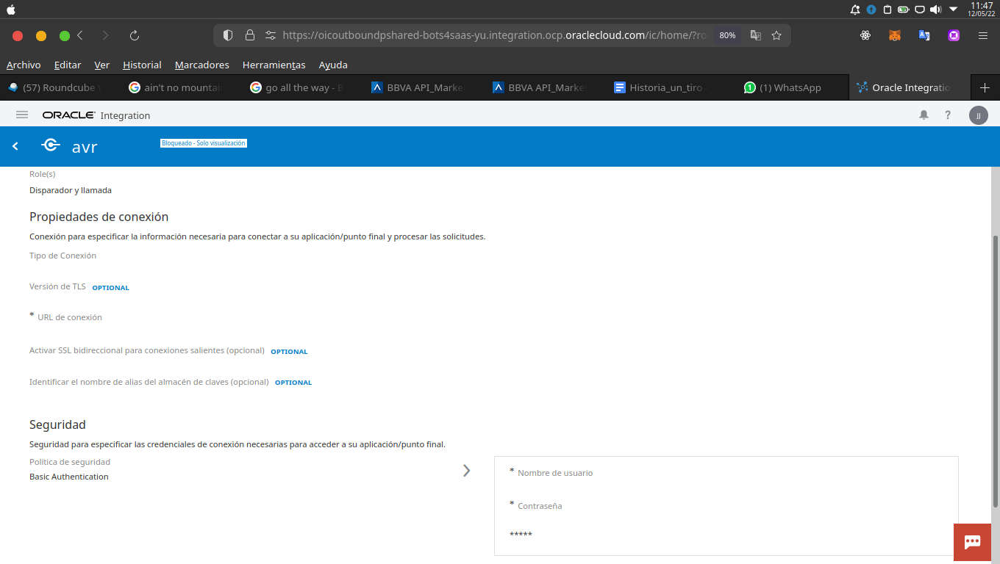 11:47
12/05/22
https://oicoutboundpshared-bots4saas-yu.integration.ocp.oraclecloud.com/ic/home/?ro
80%
Archivo Editar Ver Historial Marcadores Herramientas Ayuda
(57) Roundcube
ain't no mountai
go all the way - B
BBVA API_Marke
BBVA API_Marke
Historia_un_tiro -
(1) WhatsApp
Oracle Integratio
ORACLE Integration
?
JJ
avr
Bloqueado - Solo visualización
Role(s)
Disparador y llamada
Propiedades de conexión
Conexión para especificar la información necesaria para conectar a su aplicación/punto final y procesar las solicitudes.
Tipo de Conexión
Versión de TLS OPTIONAL
* URL de conexión
Activar SSL bidireccional para conexiones salientes (opcional) OPTIONAL
Identificar el nombre de alias del almacén de claves (opcional) OPTIONAL
Seguridad
Seguridad para especificar las credenciales de conexión necesarias para acceder a su aplicación/punto final.
Política de seguridad
Basic Authentication
* Nombre de usuario
* Contraseña
*****